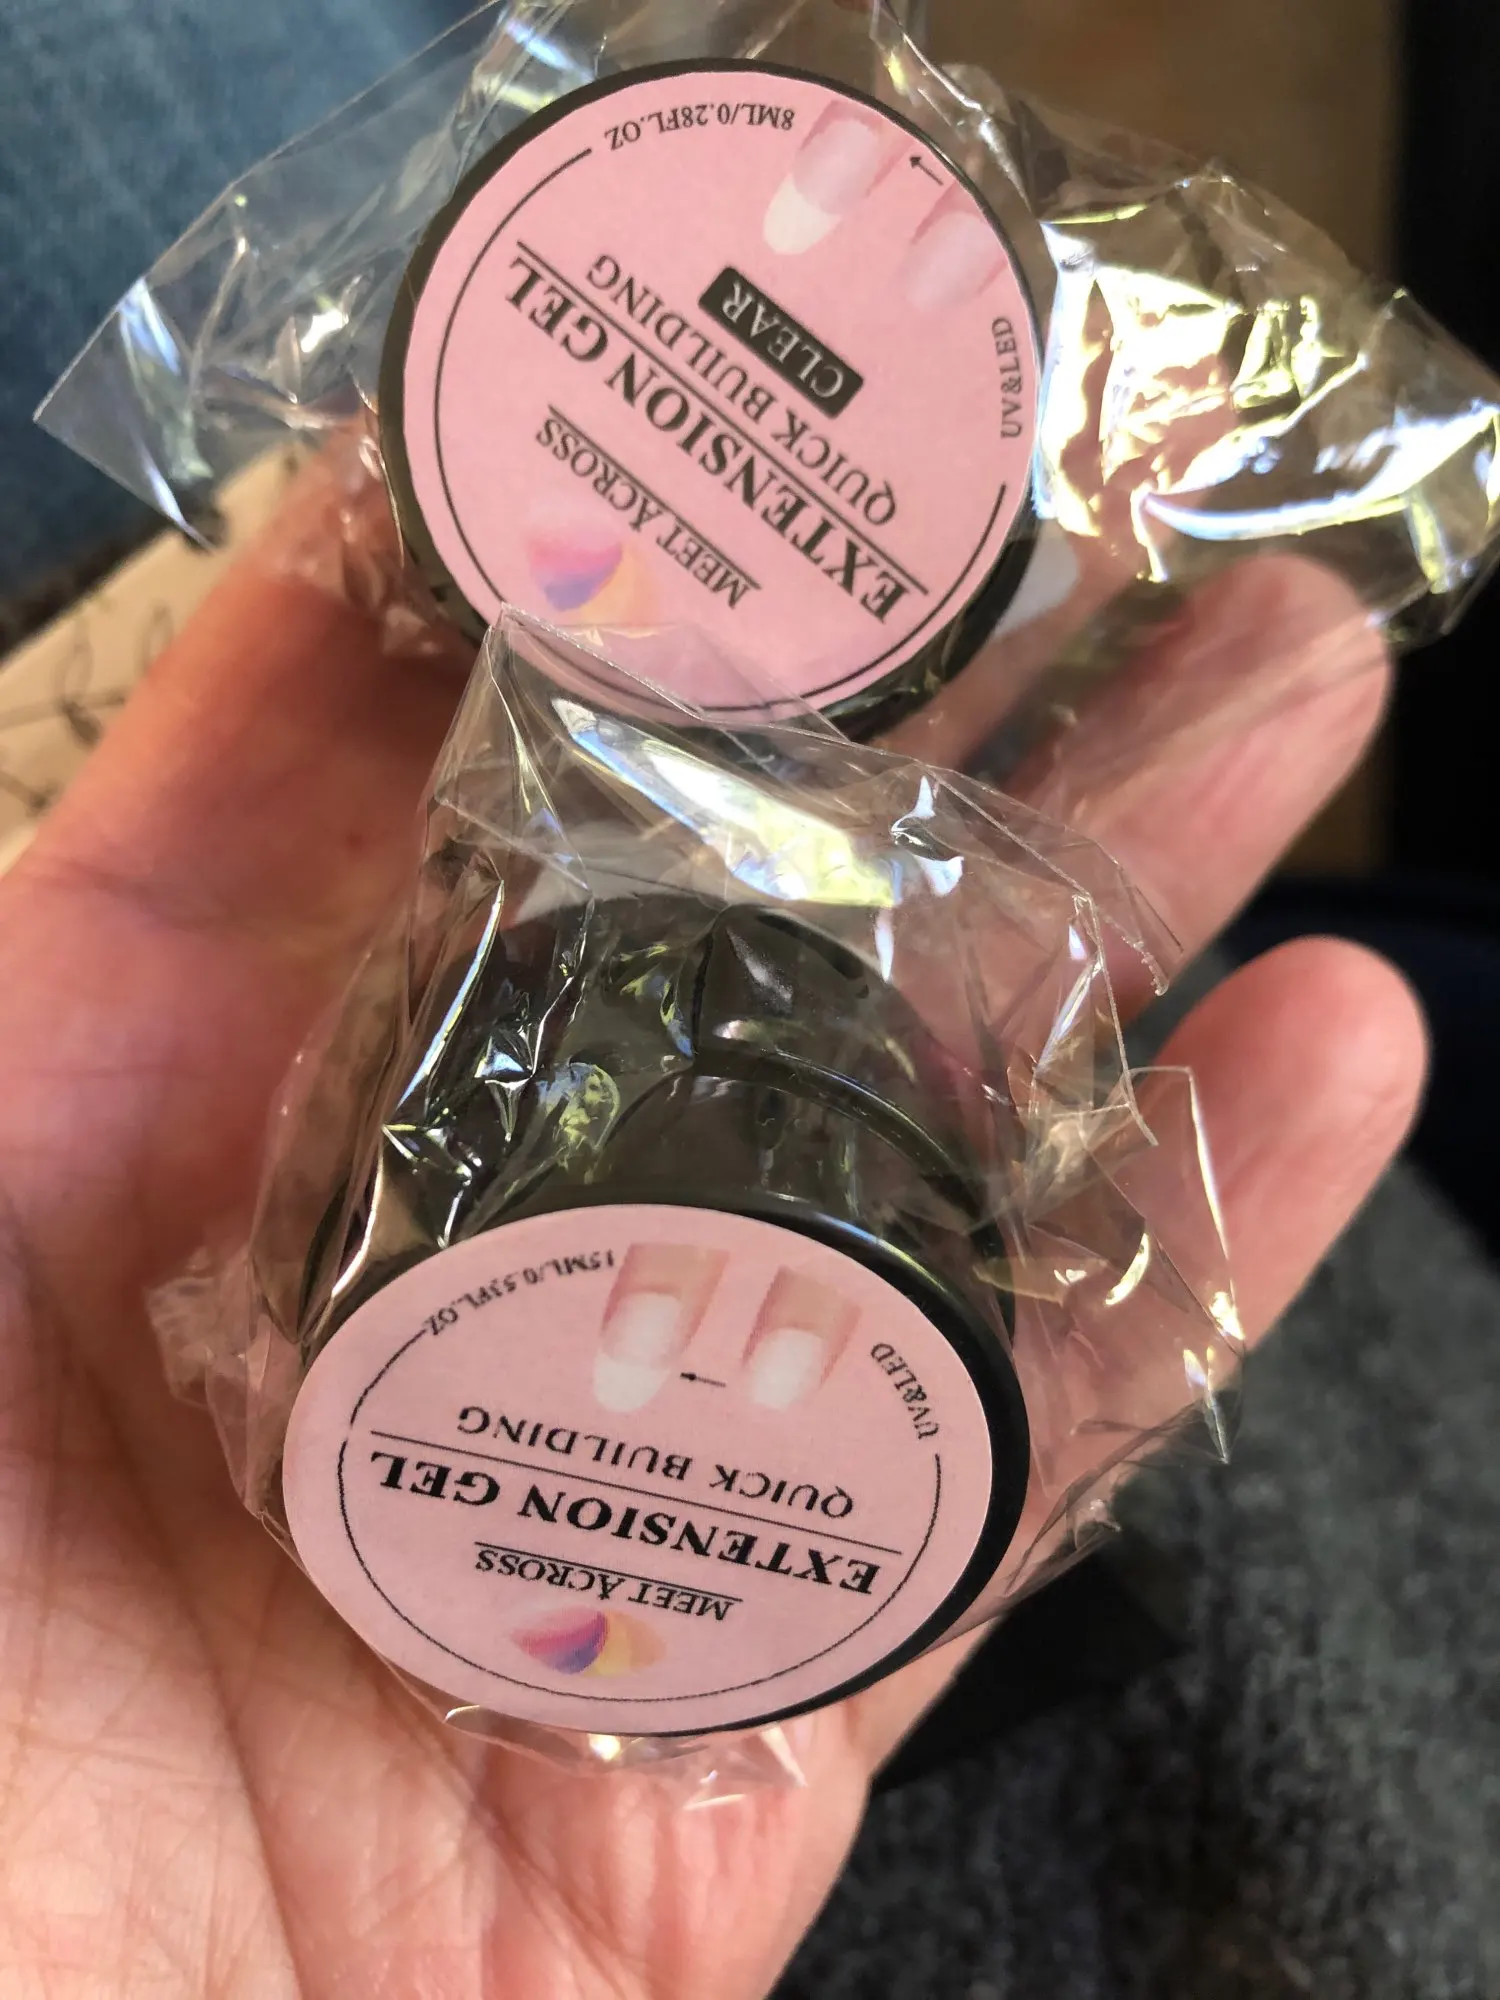 MEET ACROSS
EXTENSION GEL
QUICK BUILDING
CLEAR
UV&LED
8ML/0.28FL.OZ
MEET ACROSS
EXTENSION GEL
QUICK BUILDING
UV&LED
15ML/0.53FL.OZ